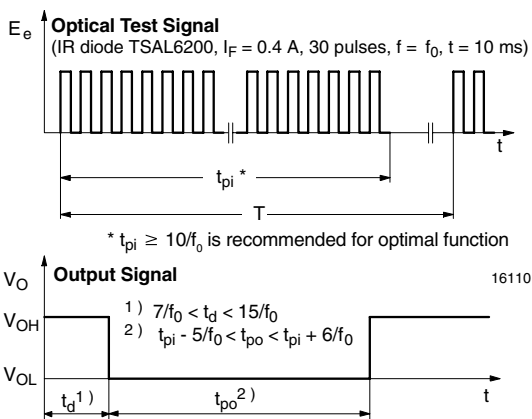 E_e Optical Test Signal
(IR diode TSAL6200, I_F = 0.4 A, 30 pulses, f = f_0, t = 10 ms)
t
t_pi *
T
* t_pi ≥ 10/f_0 is recommended for optimal function
V_O Output Signal 16110
V_OH
1 ) 7/f_0 < t_d < 15/f_0
2 ) t_pi - 5/f_0 < t_po < t_pi + 6/f_0
V_OL
t_d 1 ) t_po 2 ) t